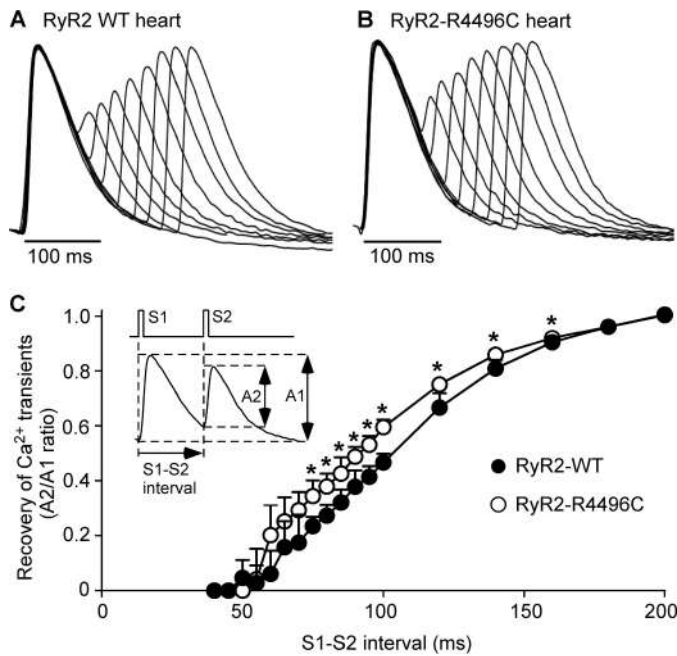 A RyR2 WT heart
B RyR2-R4496C heart
100 ms
100 ms
C
Recovery of Ca²⁺ transients
(A2/A1 ratio)
1.0
0.8
0.6
0.4
0.2
0
S1
S2
A2
A1
S1-S2
interval
* * * * * * * * *
RyR2-WT
RyR2-R4496C
0
50
100
150
200
S1-S2 interval (ms)